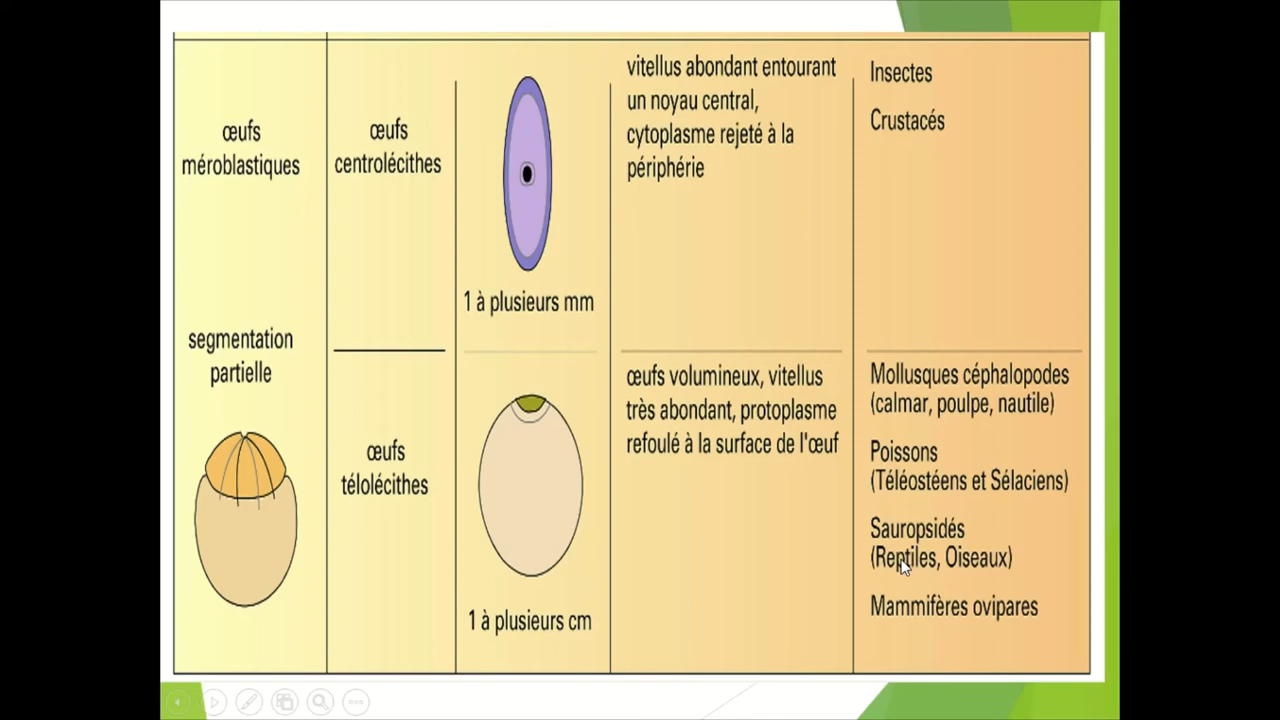 œufs
méroblastiques
segmentation
partielle
œufs
centrolécithes
œufs
télolécithes
1 à plusieurs mm
1 à plusieurs cm
vitellus abondant entourant
un noyau central,
cytoplasme rejeté à la
périphérie
œufs volumineux, vitellus
très abondant, protoplasme
refoulé à la surface de l'œuf
Insectes
Crustacés
Mollusques céphalopodes
(calmar, poulpe, nautile)
Poissons
(Téléostéens et Sélaciens)
Sauropsidés
(Reptiles, Oiseaux)
Mammifères ovipares